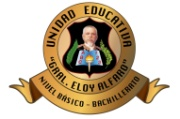 UNIDAD EDUCATIVA
"GRAL. ELOY ALFARO"
NIVEL BÁSICO - BACHILLERATO